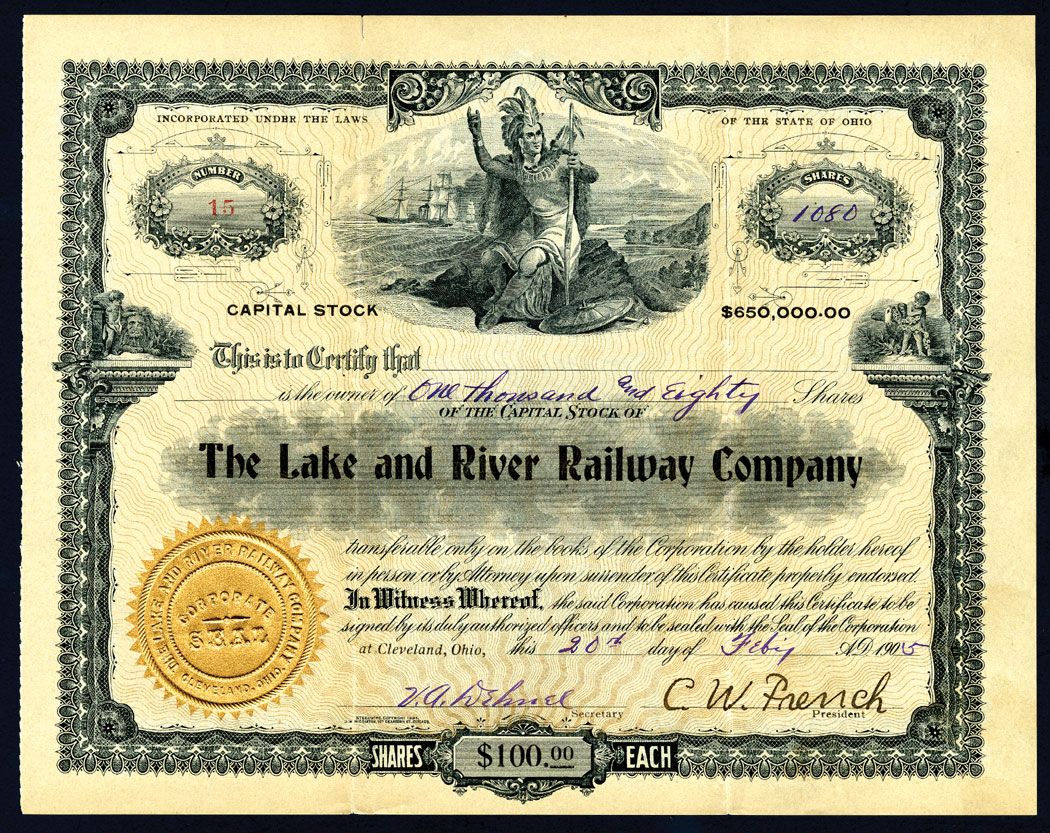 INCORPORATED UNDER THE LAWS OF THE STATE OF OHIO
NUMBER
15
SHARES
1080
CAPITAL STOCK $650,000.00
This is to Certify that
is the owner of One thousand and Eighty Shares
OF THE CAPITAL STOCK OF
The Lake and River Railway Company
transferable only on the books of the Corporation by the holder hereof
in person or by Attorney upon surrender of this Certificate properly endorsed.
In Witness Whereof, the said Corporation has caused this Certificate to be
signed by its duly authorized officers and to be sealed with the Seal of the Corporation
at Cleveland, Ohio, this 20th day of Feby A.D. 1905
THE LAKE AND RIVER RAILWAY COMPANY
CORPORATE
SEAL
CLEVELAND, OHIO
Secretary
C. W. French
President
SHARES $100.00 EACH